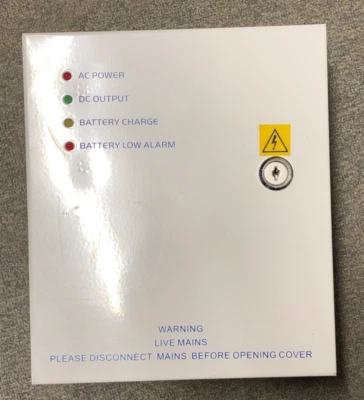 AC POWER
DC OUTPUT
BATTERY CHARGE
BATTERY LOW ALARM
WARNING
LIVE MAINS
PLEASE DISCONNECT MAINS BEFORE OPENING COVER